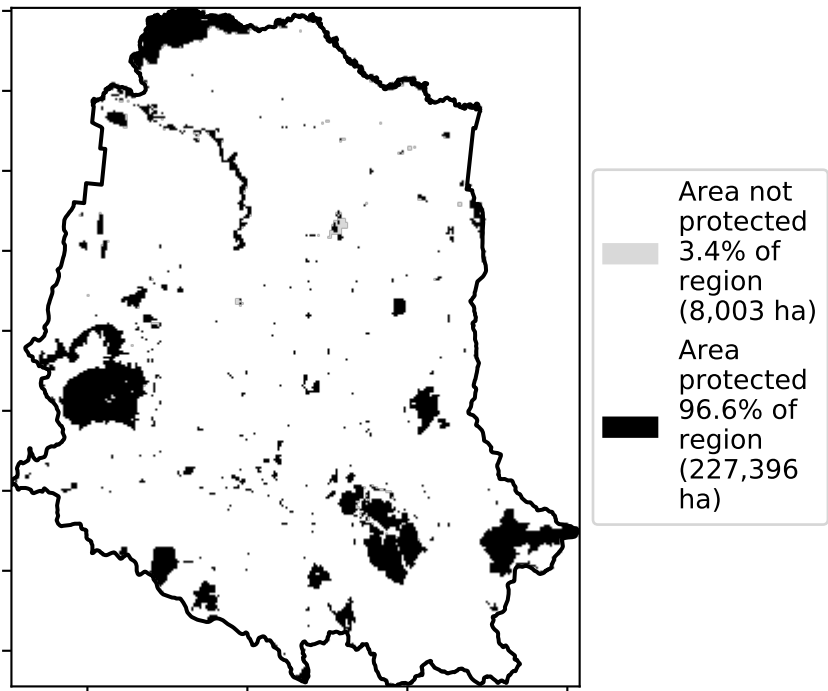 Area not
protected
3.4% of
region
(8,003 ha)
Area
protected
96.6% of
region
(227,396
ha)